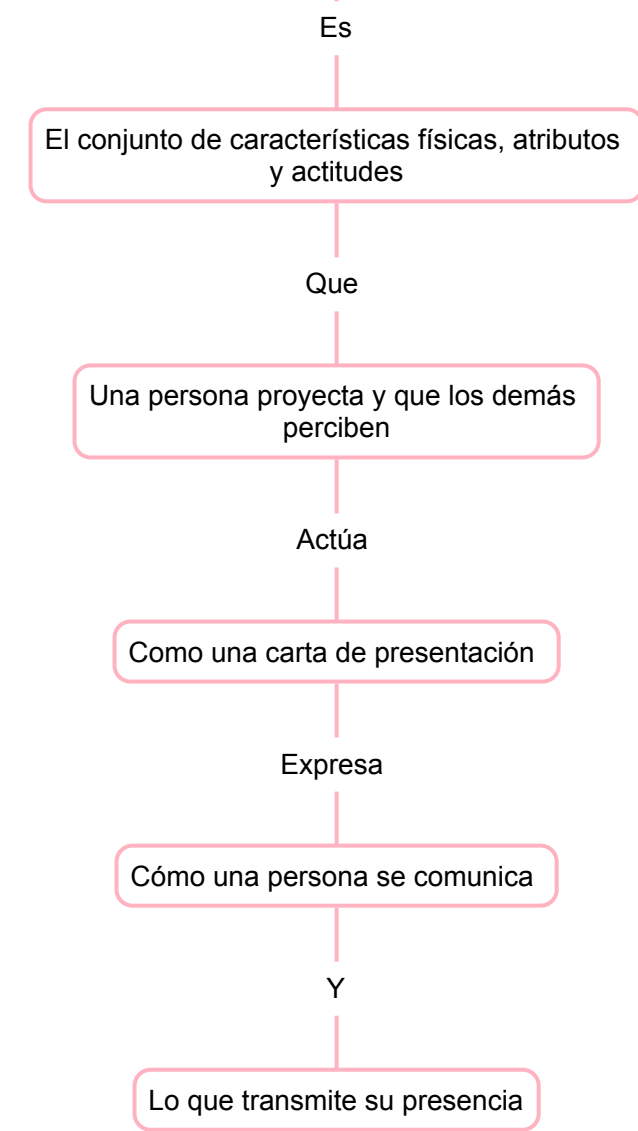 Es
El conjunto de características físicas, atributos
y actitudes
Que
Una persona proyecta y que los demás
perciben
Actúa
Como una carta de presentación
Expresa
Cómo una persona se comunica
Y
Lo que transmite su presencia